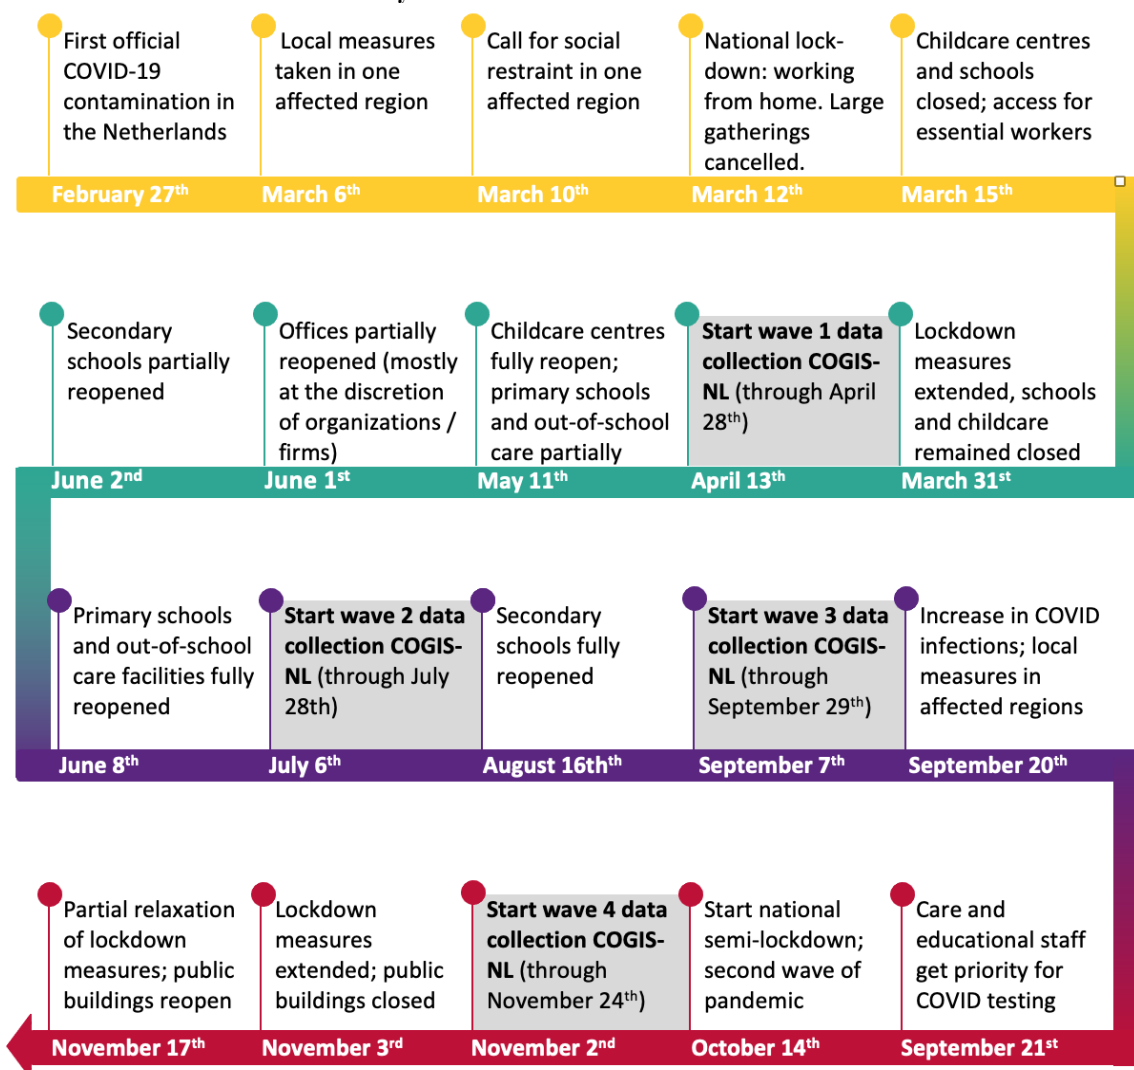 First official
COVID-19
contamination in
the Netherlands
February 27th
Local measures
taken in one
affected region
March 6th
Call for social
restraint in one
affected region
March 10th
National lock-
down: working
from home. Large
gatherings
cancelled.
March 12th
Childcare centres
and schools
closed; access for
essential workers
March 15th
Secondary
schools partially
reopened
June 2nd
Offices partially
reopened (mostly
at the discretion
of organizations /
firms)
June 1st
Childcare centres
fully reopen;
primary schools
and out-of-school
care partially
May 11th
Start wave 1 data
collection COGIS-
NL (through April
28th)
April 13th
Lockdown
measures
extended, schools
and childcare
remained closed
March 31st
Primary schools
and out-of-school
care facilities fully
reopened
June 8th
Start wave 2 data
collection COGIS-
NL (through July
28th)
July 6th
Secondary
schools fully
reopened
August 16thth
Start wave 3 data
collection COGIS-
NL (through
September 29th)
September 7th
Increase in COVID
infections; local
measures in
affected regions
September 20th
Partial relaxation
of lockdown
measures; public
buildings reopen
November 17th
Lockdown
measures
extended; public
buildings closed
November 3rd
Start wave 4 data
collection COGIS-
NL (through
November 24th)
November 2nd
Start national
semi-lockdown;
second wave of
pandemic
October 14th
Care and
educational staff
get priority for
COVID testing
September 21st